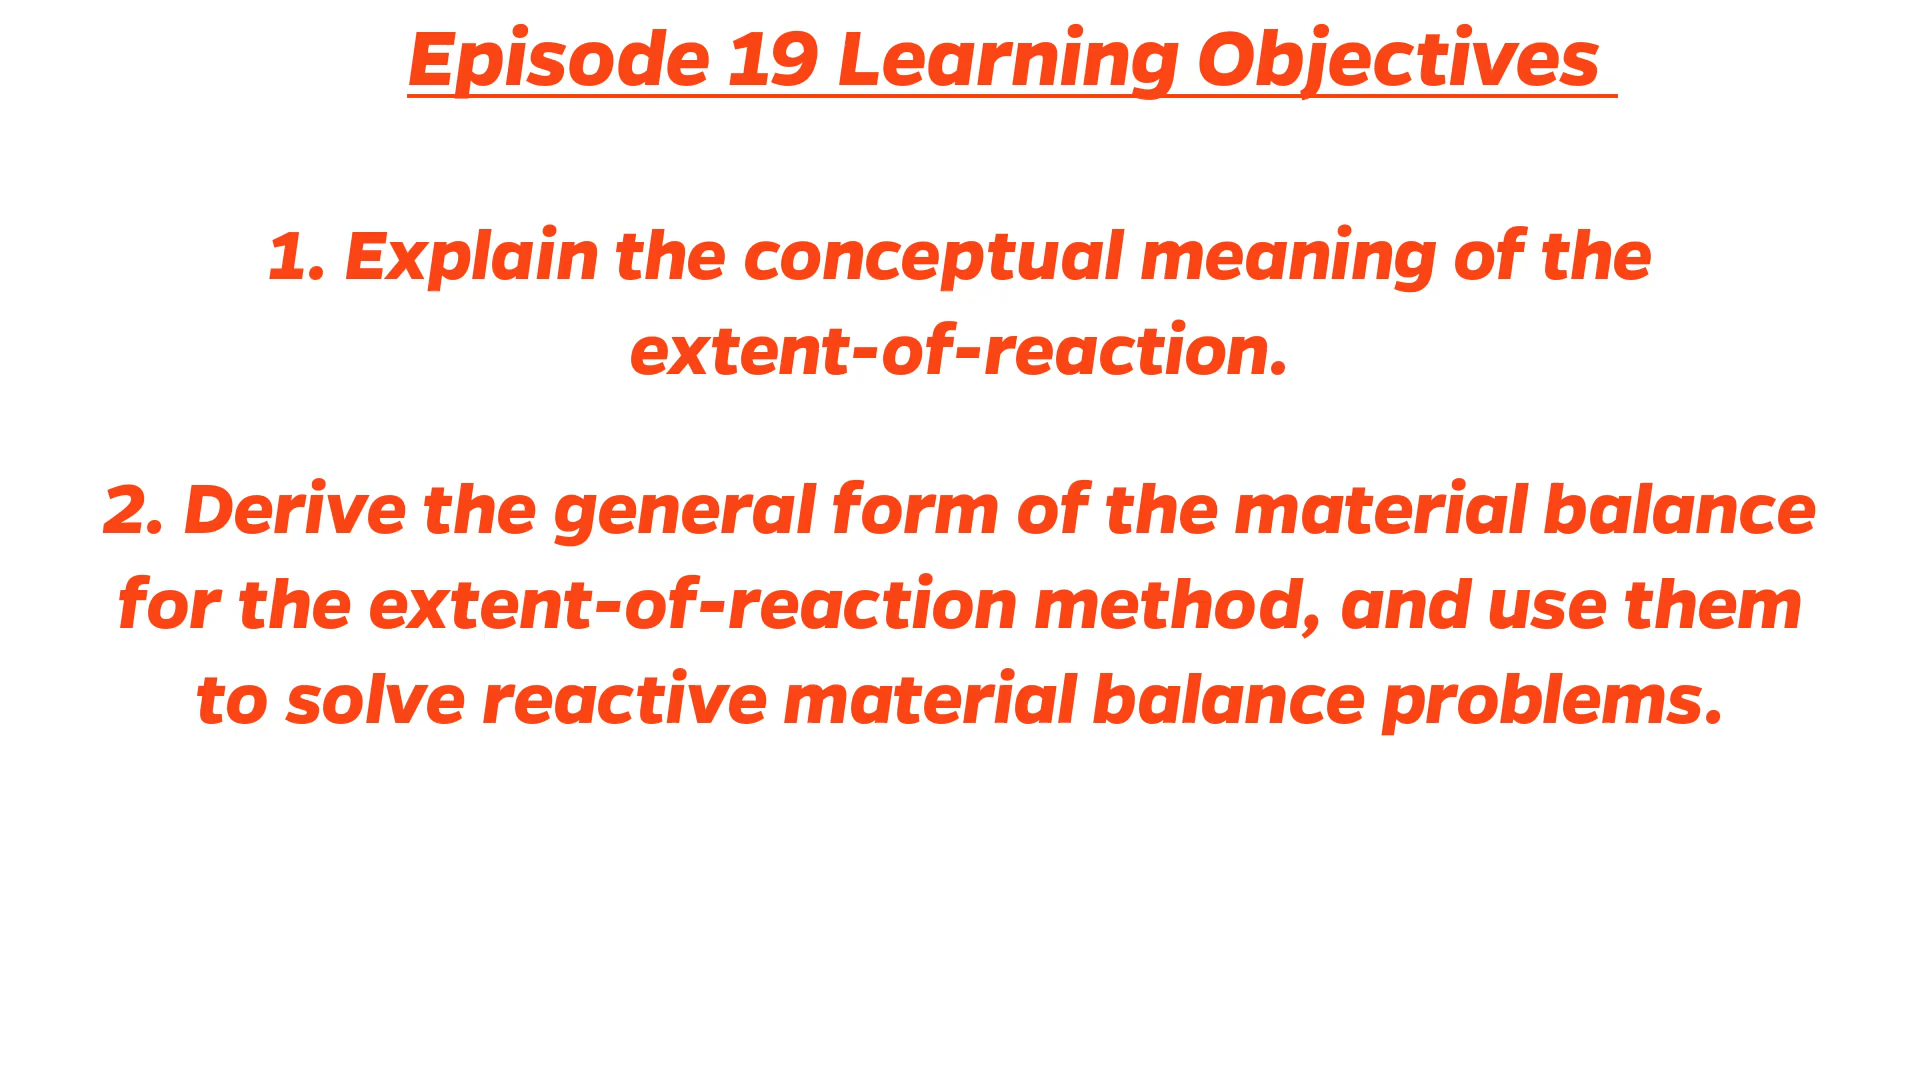 Episode 19 Learning Objectives
1. Explain the conceptual meaning of the
extent-of-reaction.
2. Derive the general form of the material balance
for the extent-of-reaction method, and use them
to solve reactive material balance problems.